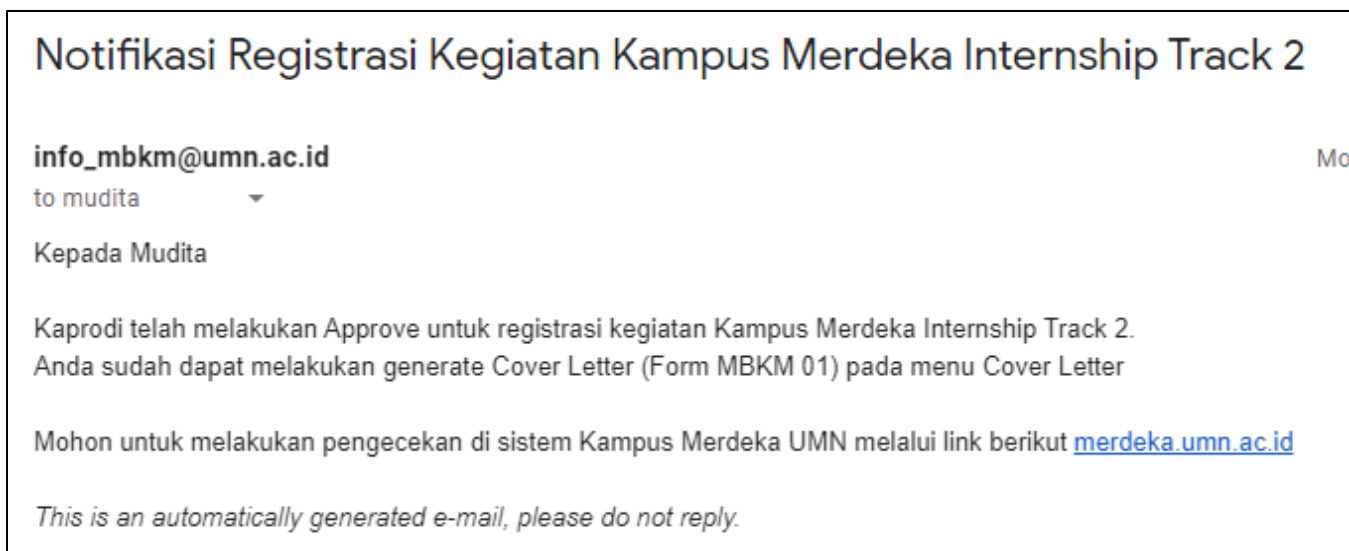 Notifikasi Registrasi Kegiatan Kampus Merdeka Internship Track 2
info_mbkm@umn.ac.id
to mudita
Kepada Mudita
Kaprodi telah melakukan Approve untuk registrasi kegiatan Kampus Merdeka Internship Track 2.
Anda sudah dapat melakukan generate Cover Letter (Form MBKM 01) pada menu Cover Letter
Mohon untuk melakukan pengecekan di sistem Kampus Merdeka UMN melalui link berikut merdeka.umn.ac.id
This is an automatically generated e-mail, please do not reply.